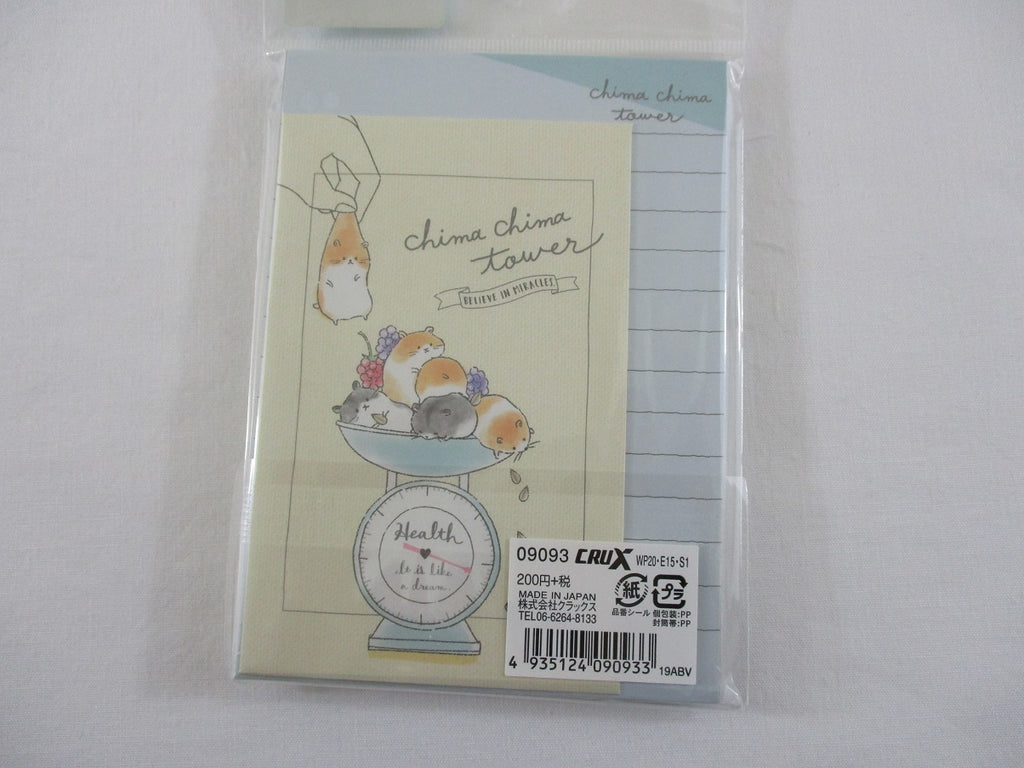 chima chima
tower
chima chima
tower
BELIEVE IN MIRACLES
Health
It is like
a dream.
09093 CRUX WP20・E15・S1
200円+税
MADE IN JAPAN
株式会社クラックス
TEL06-6264-8133
紙 プラ
品番シール 個包装:PP
封筒帯:PP
4 935124 090933
19ABV